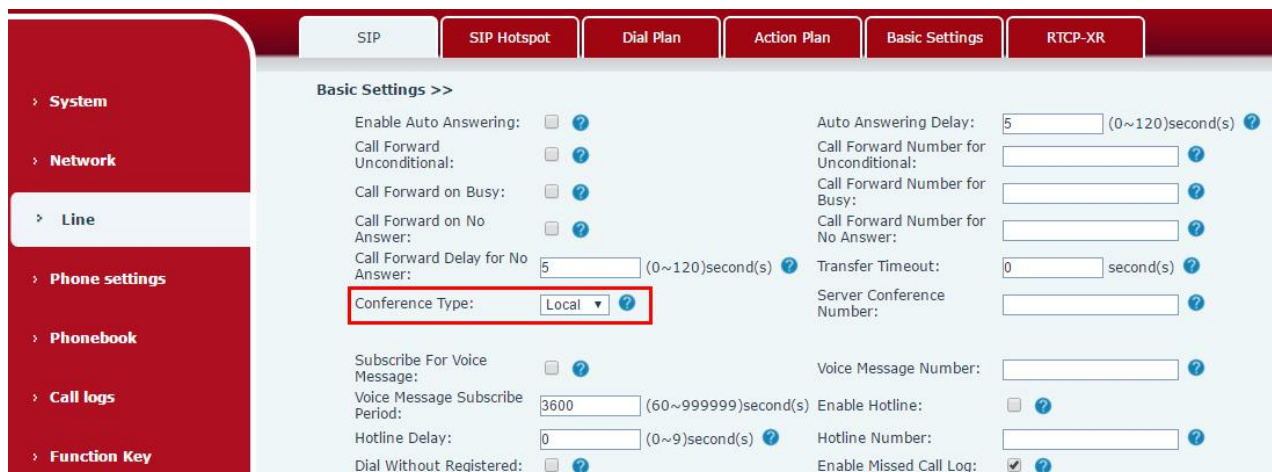 SIP
SIP Hotspot
Dial Plan
Action Plan
Basic Settings
RTCP-XR
System
Network
Line
Phone settings
Phonebook
Call logs
Function Key
Basic Settings >>
Enable Auto Answering:
Auto Answering Delay: 5 (0~120)second(s)
Call Forward
Unconditional:
Call Forward Number for
Unconditional:
Call Forward on Busy:
Call Forward Number for
Busy:
Call Forward on No
Answer:
Call Forward Number for
No Answer:
Call Forward Delay for No
Answer: 5 (0~120)second(s)
Transfer Timeout: 0 second(s)
Conference Type: Local
Server Conference
Number:
Subscribe For Voice
Message:
Voice Message Number:
Voice Message Subscribe
Period: 3600 (60~999999)second(s)
Enable Hotline:
Hotline Delay: 0 (0~9)second(s)
Hotline Number:
Dial Without Registered:
Enable Missed Call Log: